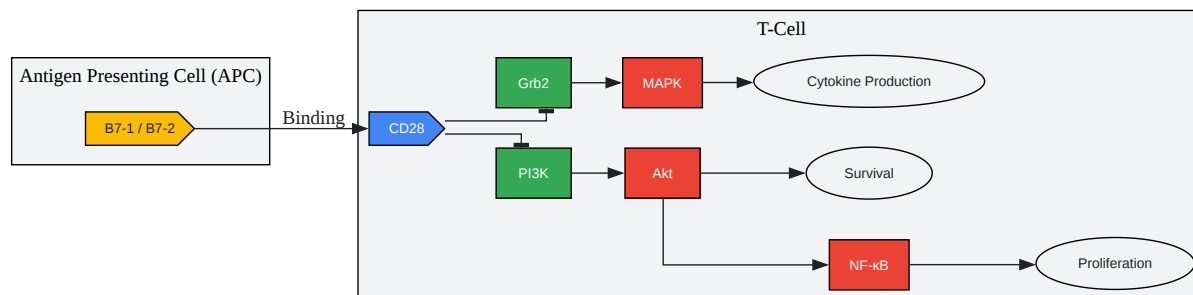 T-Cell
Antigen Presenting Cell (APC)
B7-1 / B7-2
Binding
CD28
Grb2
MAPK
Cytokine Production
PI3K
Akt
Survival
NF-κB
Proliferation